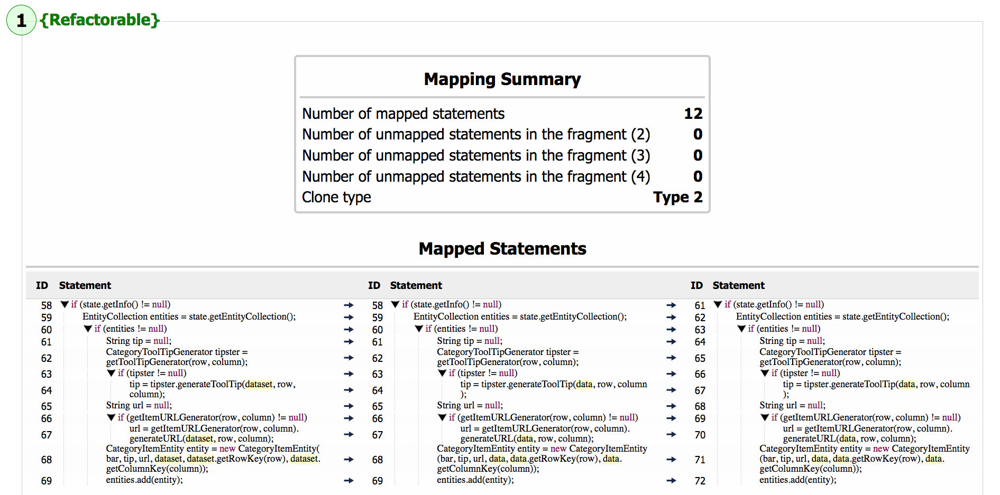 1 {Refactorable}
Mapping Summary
Number of mapped statements 12
Number of unmapped statements in the fragment (2) 0
Number of unmapped statements in the fragment (3) 0
Number of unmapped statements in the fragment (4) 0
Clone type Type 2
Mapped Statements
ID Statement ID Statement ID Statement
58 ▼ if (state.getInfo() != null) → 58 ▼ if (state.getInfo() != null) → 61 ▼ if (state.getInfo() != null)
59 EntityCollection entities = state.getEntityCollection(); → 59 EntityCollection entities = state.getEntityCollection(); → 62 EntityCollection entities = state.getEntityCollection();
60 ▼ if (entities != null) → 60 ▼ if (entities != null) → 63 ▼ if (entities != null)
61 String tip = null; → 61 String tip = null; → 64 String tip = null;
CategoryToolTipGenerator tipster = CategoryToolTipGenerator tipster = CategoryToolTipGenerator tipster =
62 getToolTipGenerator(row, column); → 62 getToolTipGenerator(row, column); → 65 getToolTipGenerator(row, column);
63 ▼ if (tipster != null) → 63 ▼ if (tipster != null) → 66 ▼ if (tipster != null)
tip = tipster.generateToolTip(dataset, row, tip = tipster.generateToolTip(data, row, column tip = tipster.generateToolTip(data, row, column
64 column); → 64 ); → 67 );
65 String url = null; → 65 String url = null; → 68 String url = null;
66 ▼ if (getItemURLGenerator(row, column) != null) → 66 ▼ if (getItemURLGenerator(row, column) != null) → 69 ▼ if (getItemURLGenerator(row, column) != null)
url = getItemURLGenerator(row, column). url = getItemURLGenerator(row, column). url = getItemURLGenerator(row, column).
67 generateURL(dataset, row, column); → 67 generateURL(data, row, column); → 70 generateURL(data, row, column);
CategoryItemEntity entity = new CategoryItemEntity( CategoryItemEntity entity = new CategoryItemEntity CategoryItemEntity entity = new CategoryItemEntity
68 bar, tip, url, dataset, dataset.getRowKey(row), dataset. → 68 (bar, tip, url, data, data.getRowKey(row), data. → 71 (bar, tip, url, data, data.getRowKey(row), data.
getColumnKey(column)); getColumnKey(column)); getColumnKey(column));
69 entities.add(entity); → 69 entities.add(entity); → 72 entities.add(entity);